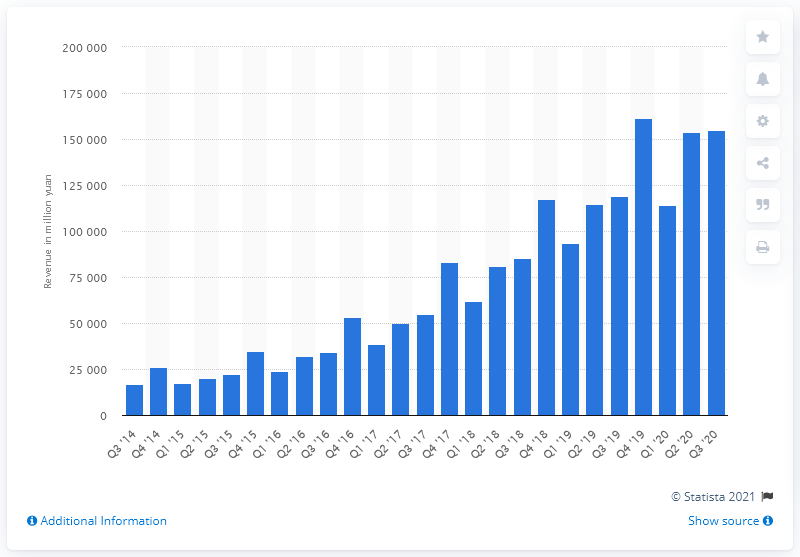 200 000
175 000
150 000
125 000
100 000
75 000
50 000
25 000
0
Revenue in million yuan
Q3 '14
Q4 '14
Q1 '15
Q2 '15
Q3 '15
Q4 '15
Q1 '16
Q2 '16
Q3 '16
Q4 '16
Q1 '17
Q2 '17
Q3 '17
Q4 '17
Q1 '18
Q2 '18
Q3 '18
Q4 '18
Q1 '19
Q2 '19
Q3 '19
Q4 '19
Q1 '20
Q2 '20
Q3 '20
© Statista 2021
Additional Information
Show source